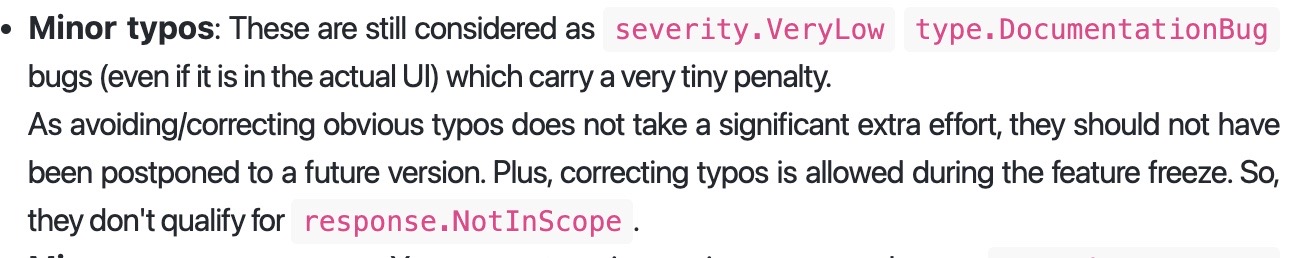 • Minor typos: These are still considered as severity.VeryLow type.DocumentationBug
bugs (even if it is in the actual UI) which carry a very tiny penalty.
As avoiding/correcting obvious typos does not take a significant extra effort, they should not have
been postponed to a future version. Plus, correcting typos is allowed during the feature freeze. So,
they don't qualify for response.NotInScope.